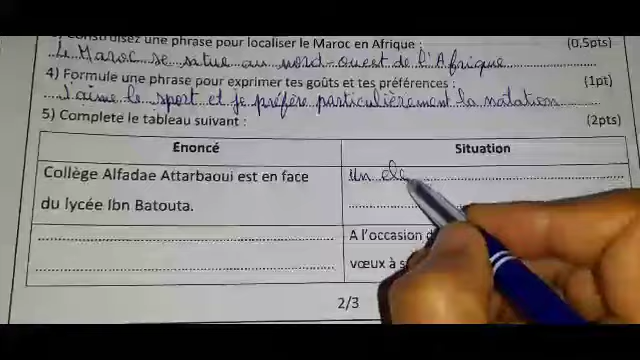 3) Construisez une phrase pour localiser le Maroc en Afrique : (0,5pts)
Le Maroc se situe au nord-ouest de l'Afrique
4) Formule une phrase pour exprimer tes goûts et tes préférences : (1pt)
J'aime le sport et je préfère particulièrement la natation
5) Complete le tableau suivant : (2pts)
Enoncé Situation
Collège Alfadae Attarbaoui est en face Un élè
du lycée Ibn Batouta.
A l'occasion d
vœux à s
2/3